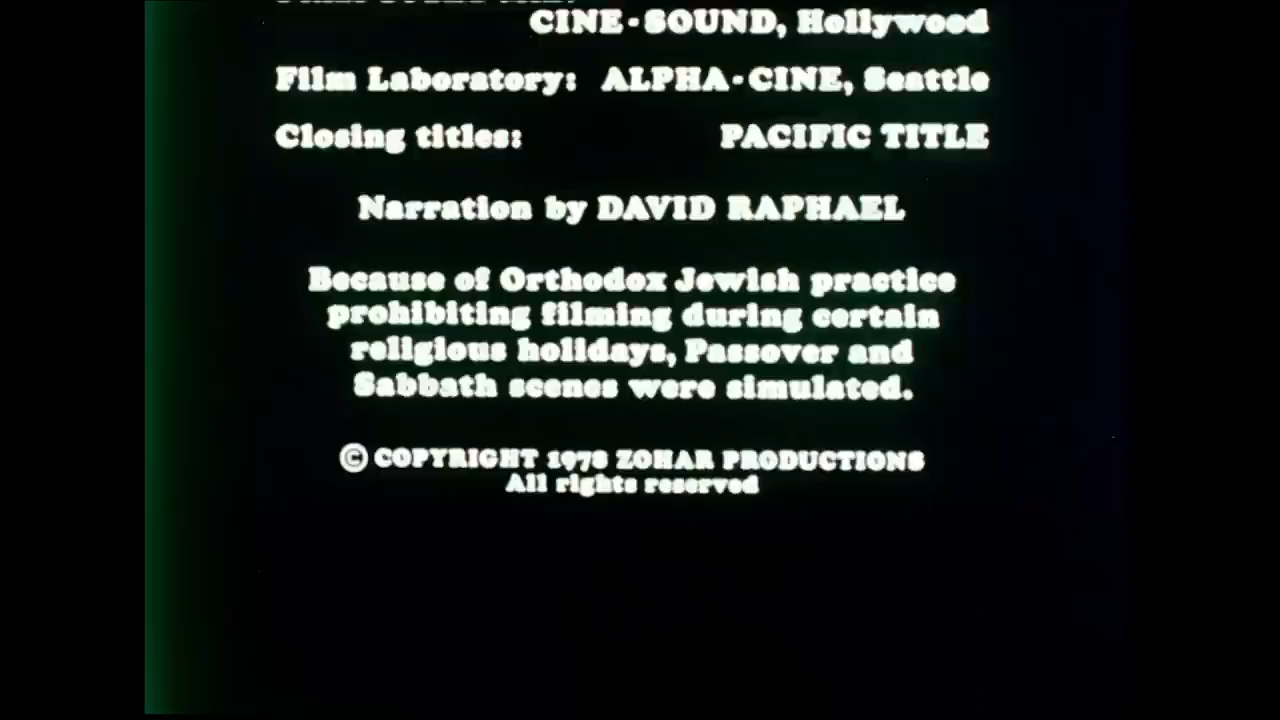 CINE-SOUND, Hollywood
Film Laboratory: ALPHA-CINE, Seattle
Closing titles: PACIFIC TITLE
Narration by DAVID RAPHAEL
Because of Orthodox Jewish practice
prohibiting filming during certain
religious holidays, Passover and
Sabbath scenes were simulated.
© COPYRIGHT 1978 ZOHAR PRODUCTIONS
All rights reserved